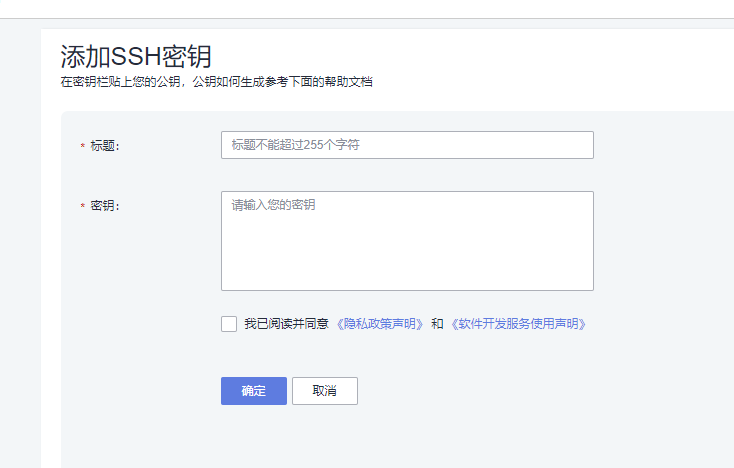 添加SSH密钥
在密钥栏贴上您的公钥，公钥如何生成参考下面的帮助文档
* 标题：
标题不能超过255个字符
* 密钥：
请输入您的密钥
我已阅读并同意 《隐私政策声明》 和 《软件开发服务使用声明》
确定 取消